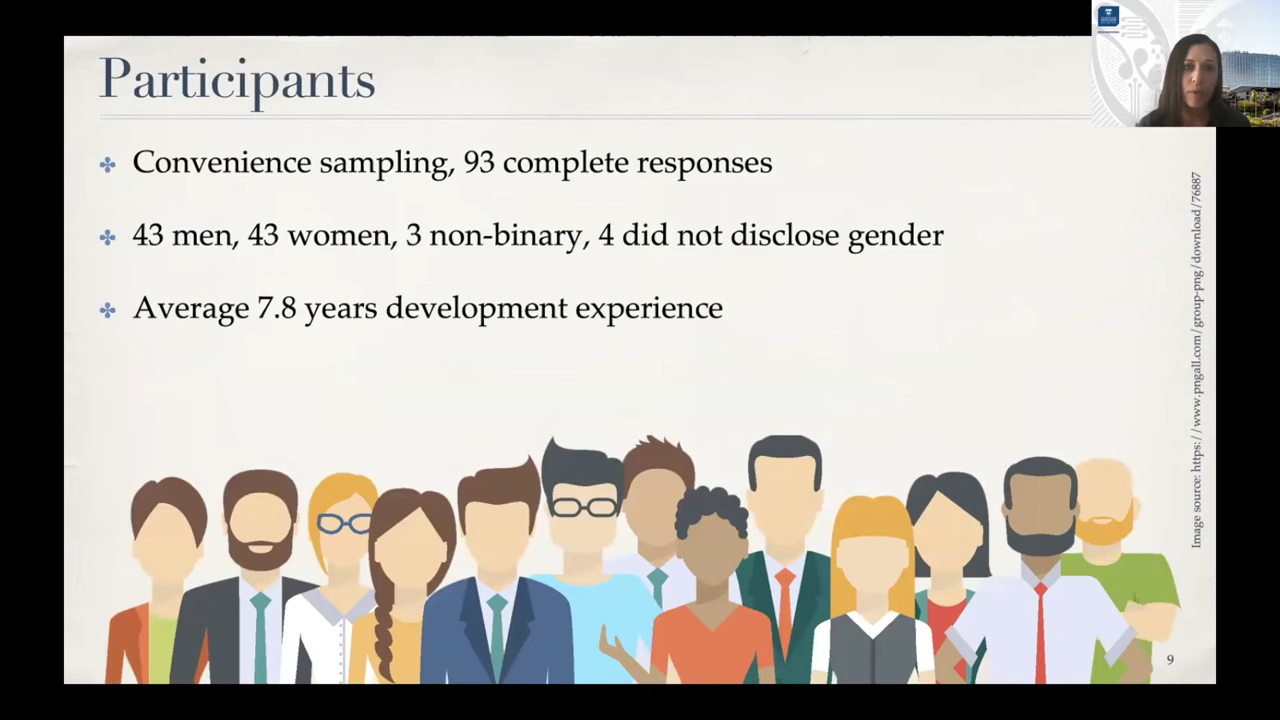 Participants
Convenience sampling, 93 complete responses
43 men, 43 women, 3 non-binary, 4 did not disclose gender
Average 7.8 years development experience
Image source: https://www.pngall.com/group-png/download/76887
9